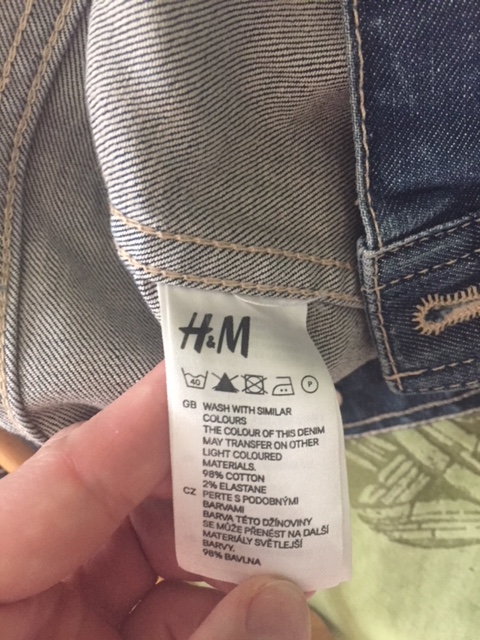 H&M
40 P
GB WASH WITH SIMILAR
COLOURS
THE COLOUR OF THIS DENIM
MAY TRANSFER ON OTHER
LIGHT COLOURED
MATERIALS.
98% COTTON
2% ELASTANE
CZ PERTE S PODOBNÝMI
BARVAMI
BARVA TÉTO DŽÍNOVINY
SE MŮŽE PŘENÉST NA DALŠÍ
MATERIÁLY SVĚTLEJŠÍ
BARVY.
98% BAVLNA